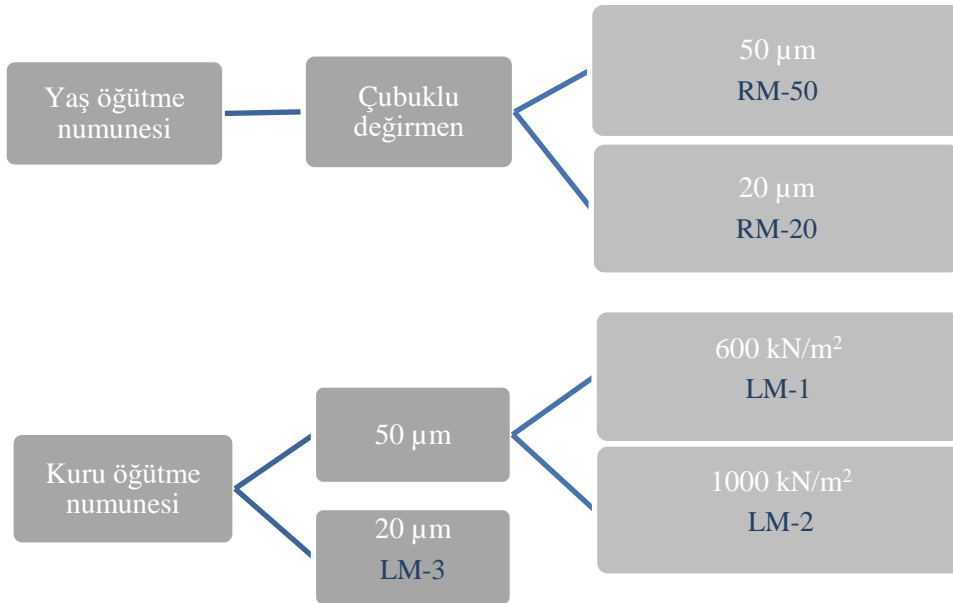 Yaş öğütme
numunesi
Çubuklu
değirmen
50 µm
RM-50
20 µm
RM-20
Kuru öğütme
numunesi
50 µm
20 µm
LM-3
600 kN/m²
LM-1
1000 kN/m²
LM-2